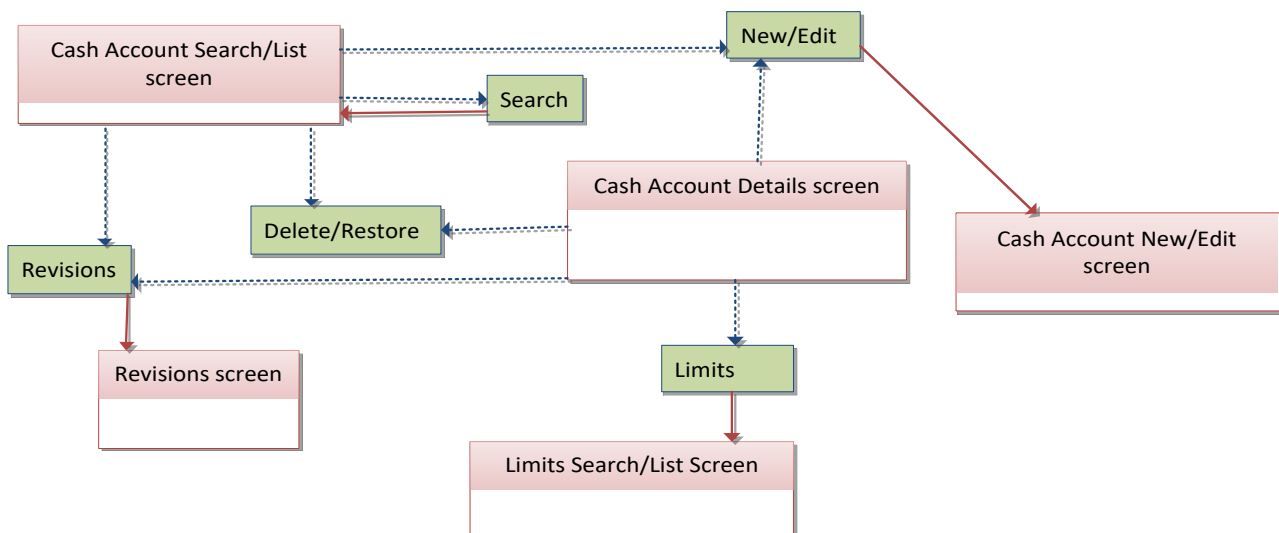 Cash Account Search/List
screen
New/Edit
Search
Cash Account Details screen
Delete/Restore
Cash Account New/Edit
screen
Revisions
Revisions screen
Limits
Limits Search/List Screen